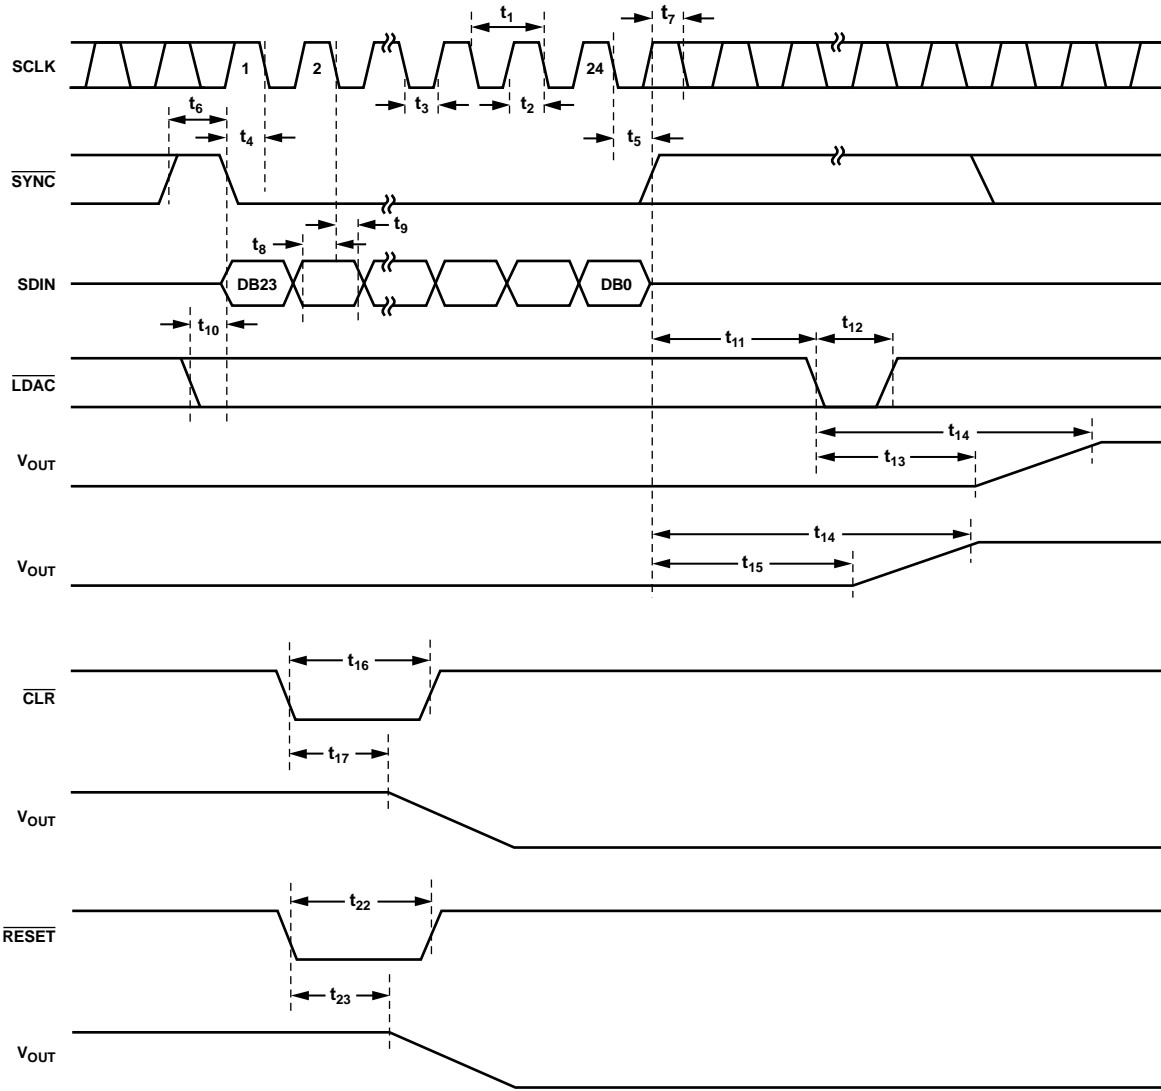 t1
t7
SCLK
1
2
24
t3
t2
t6
t4
t5
SYNC
t9
t8
SDIN
DB23
DB0
t10
t11
t12
LDAC
t14
t13
VOUT
t14
t15
VOUT
t16
CLR
t17
VOUT
t22
RESET
t23
VOUT